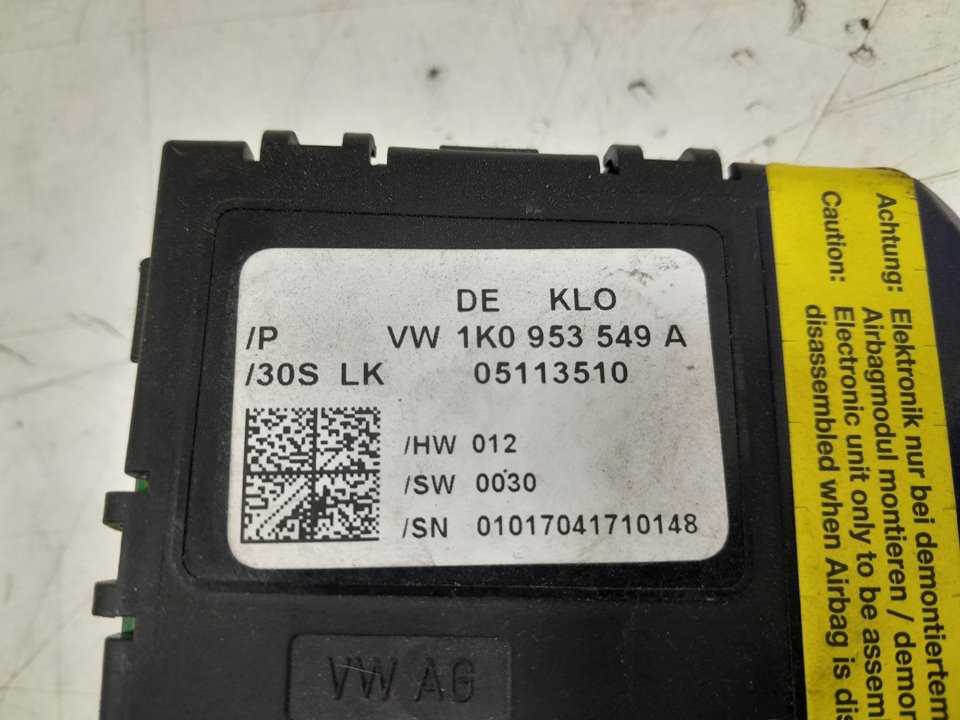 DE KLO
/P VW 1K0 953 549 A
/30S LK 05113510
/HW 012
/SW 0030
/SN 01017041710148
VW AG
Achtung: Elektronik nur bei demontiertem
Airbagmodul montieren / demon
Caution: Electronic unit only to be assem
disassembled when Airbag is dis